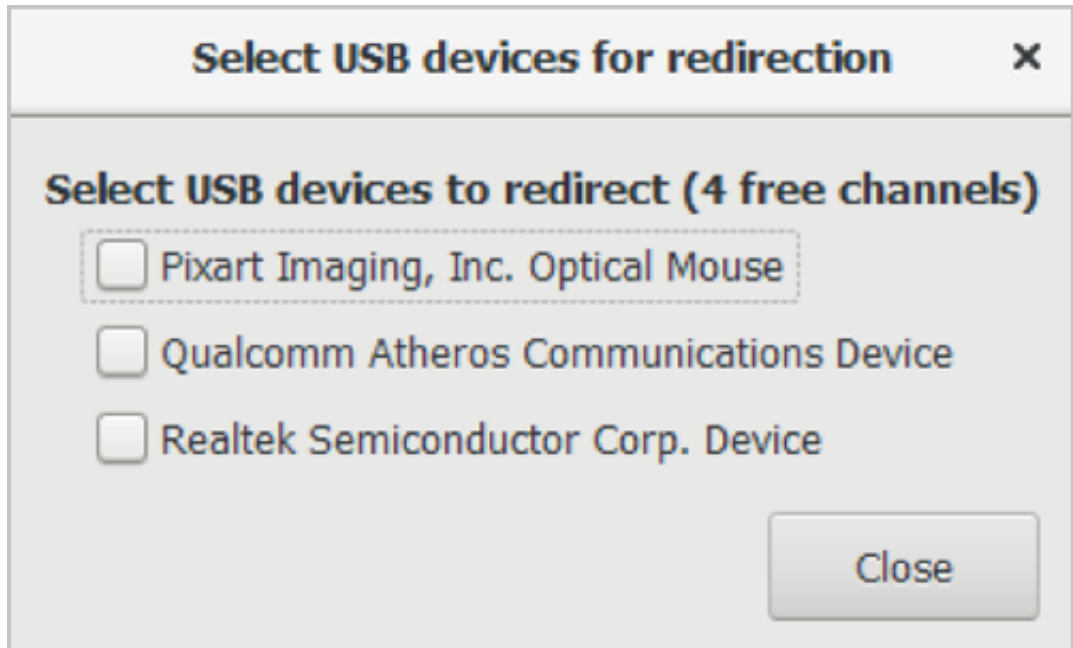 Select USB devices for redirection
Select USB devices to redirect (4 free channels)
Pixart Imaging, Inc. Optical Mouse
Qualcomm Atheros Communications Device
Realtek Semiconductor Corp. Device
Close